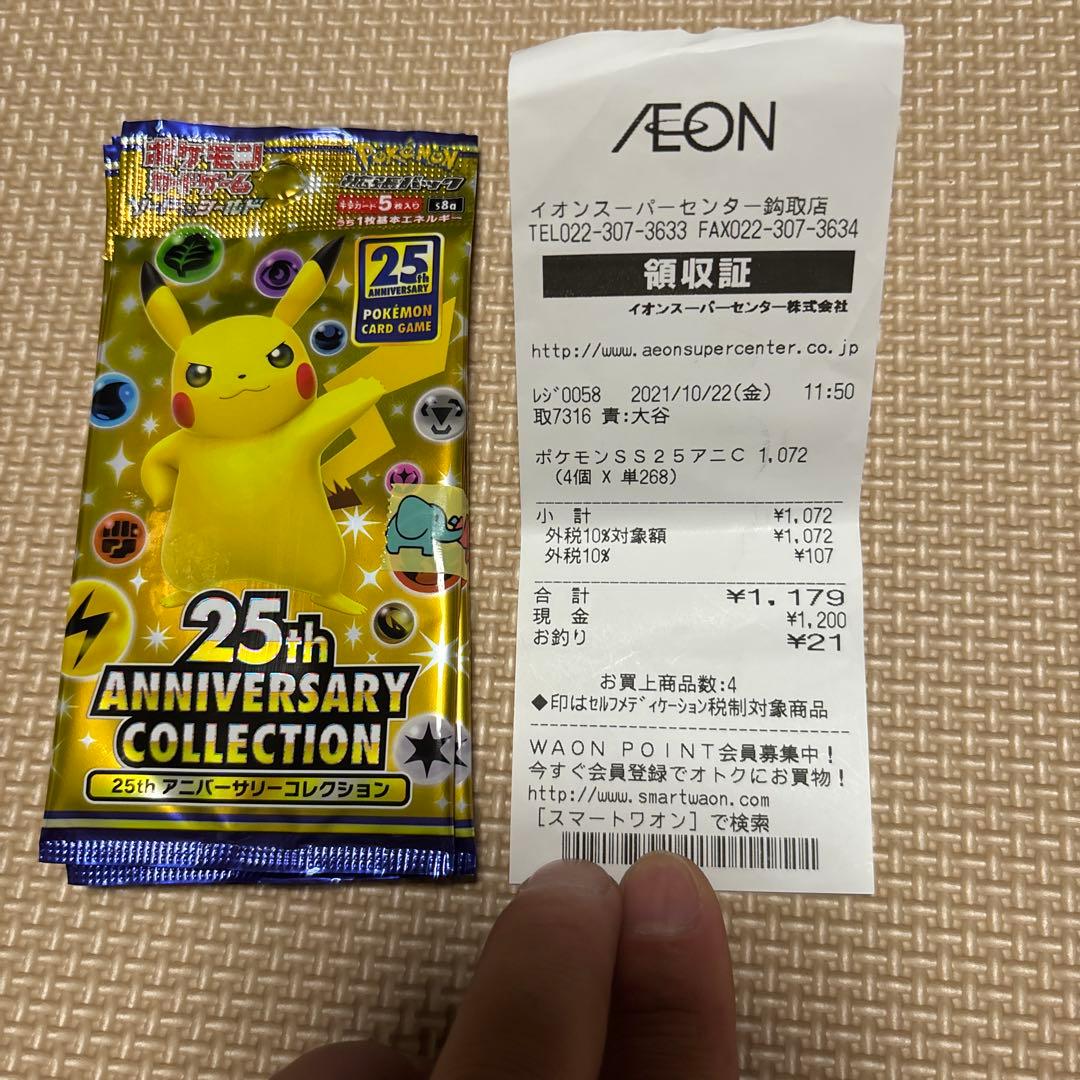 ポケモン
カードゲーム
ソード&シールド
POKÉMON
拡張パック
キラカード5枚入り s8a
うち1枚基本エネルギー
25th
ANNIVERSARY
POKÉMON
CARD GAME
25th
ANNIVERSARY
COLLECTION
25th アニバーサリーコレクション
ÆON
イオンスーパーセンター鈎取店
TEL022-307-3633 FAX022-307-3634
領収証
イオンスーパーセンター株式会社
http://www.aeonsupercenter.co.jp
レジ0058 2021/10/22(金) 11:50
取7316 責:大谷
ポケモンSS25アニC 1,072
(4個 X 単268)
小 計 ¥1,072
外税10%対象額 ¥1,072
外税10% ¥107
合 計 ¥1,179
現 金 ¥1,200
お釣り ¥21
お買上商品数:4
◆印はセルフメディケーション税制対象商品
WAON POINT会員募集中!
今すぐ会員登録でオトクにお買物!
http://www.smartwaon.com
[スマートワオン]で検索